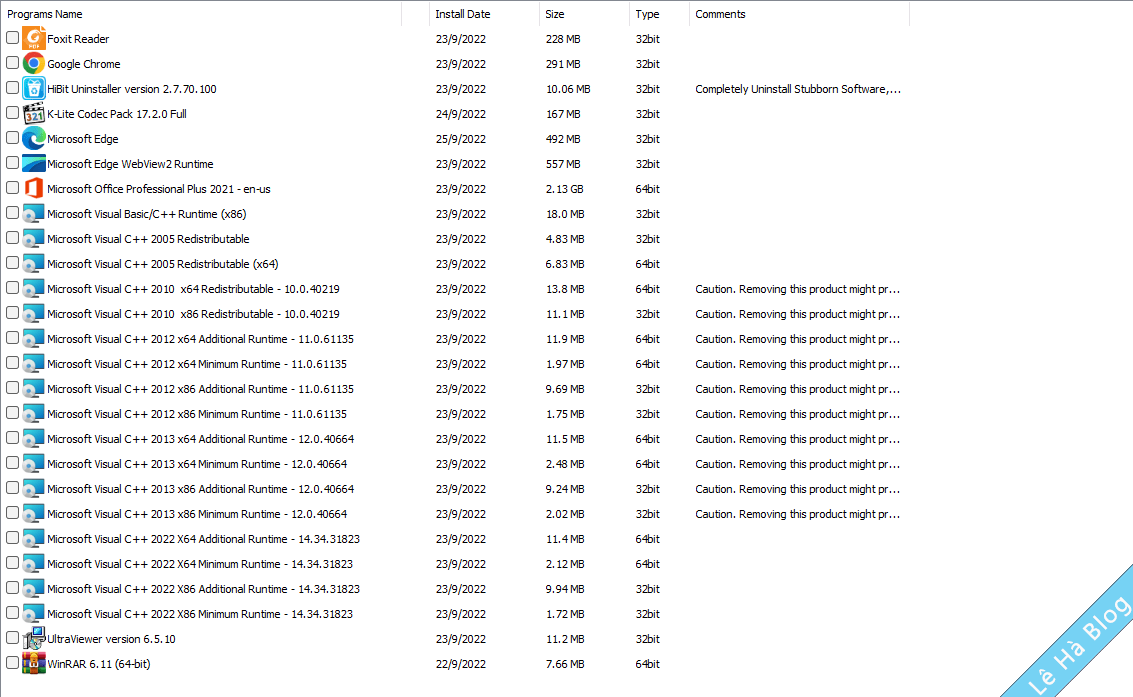 Programs Name Install Date Size Type Comments
Foxit Reader 23/9/2022 228 MB 32bit
Google Chrome 23/9/2022 291 MB 32bit
HiBit Uninstaller version 2.7.70.100 23/9/2022 10.06 MB 32bit Completely Uninstall Stubborn Software,...
K-Lite Codec Pack 17.2.0 Full 24/9/2022 167 MB 32bit
Microsoft Edge 25/9/2022 492 MB 32bit
Microsoft Edge WebView2 Runtime 23/9/2022 557 MB 32bit
Microsoft Office Professional Plus 2021 - en-us 23/9/2022 2.13 GB 64bit
Microsoft Visual Basic/C++ Runtime (x86) 23/9/2022 18.0 MB 32bit
Microsoft Visual C++ 2005 Redistributable 23/9/2022 4.83 MB 32bit
Microsoft Visual C++ 2005 Redistributable (x64) 23/9/2022 6.83 MB 64bit
Microsoft Visual C++ 2010  x64 Redistributable - 10.0.40219 23/9/2022 13.8 MB 64bit Caution. Removing this product might pr...
Microsoft Visual C++ 2010  x86 Redistributable - 10.0.40219 23/9/2022 11.1 MB 32bit Caution. Removing this product might pr...
Microsoft Visual C++ 2012 x64 Additional Runtime - 11.0.61135 23/9/2022 11.9 MB 64bit Caution. Removing this product might pr...
Microsoft Visual C++ 2012 x64 Minimum Runtime - 11.0.61135 23/9/2022 1.97 MB 64bit Caution. Removing this product might pr...
Microsoft Visual C++ 2012 x86 Additional Runtime - 11.0.61135 23/9/2022 9.69 MB 32bit Caution. Removing this product might pr...
Microsoft Visual C++ 2012 x86 Minimum Runtime - 11.0.61135 23/9/2022 1.75 MB 32bit Caution. Removing this product might pr...
Microsoft Visual C++ 2013 x64 Additional Runtime - 12.0.40664 23/9/2022 11.5 MB 64bit Caution. Removing this product might pr...
Microsoft Visual C++ 2013 x64 Minimum Runtime - 12.0.40664 23/9/2022 2.48 MB 64bit Caution. Removing this product might pr...
Microsoft Visual C++ 2013 x86 Additional Runtime - 12.0.40664 23/9/2022 9.24 MB 32bit Caution. Removing this product might pr...
Microsoft Visual C++ 2013 x86 Minimum Runtime - 12.0.40664 23/9/2022 2.02 MB 32bit Caution. Removing this product might pr...
Microsoft Visual C++ 2022 X64 Additional Runtime - 14.34.31823 23/9/2022 11.4 MB 64bit
Microsoft Visual C++ 2022 X64 Minimum Runtime - 14.34.31823 23/9/2022 2.12 MB 64bit
Microsoft Visual C++ 2022 X86 Additional Runtime - 14.34.31823 23/9/2022 9.94 MB 32bit
Microsoft Visual C++ 2022 X86 Minimum Runtime - 14.34.31823 23/9/2022 1.72 MB 32bit
UltraViewer version 6.5.10 23/9/2022 11.2 MB 32bit
WinRAR 6.11 (64-bit) 22/9/2022 7.66 MB 64bit
Lê Hà Blog